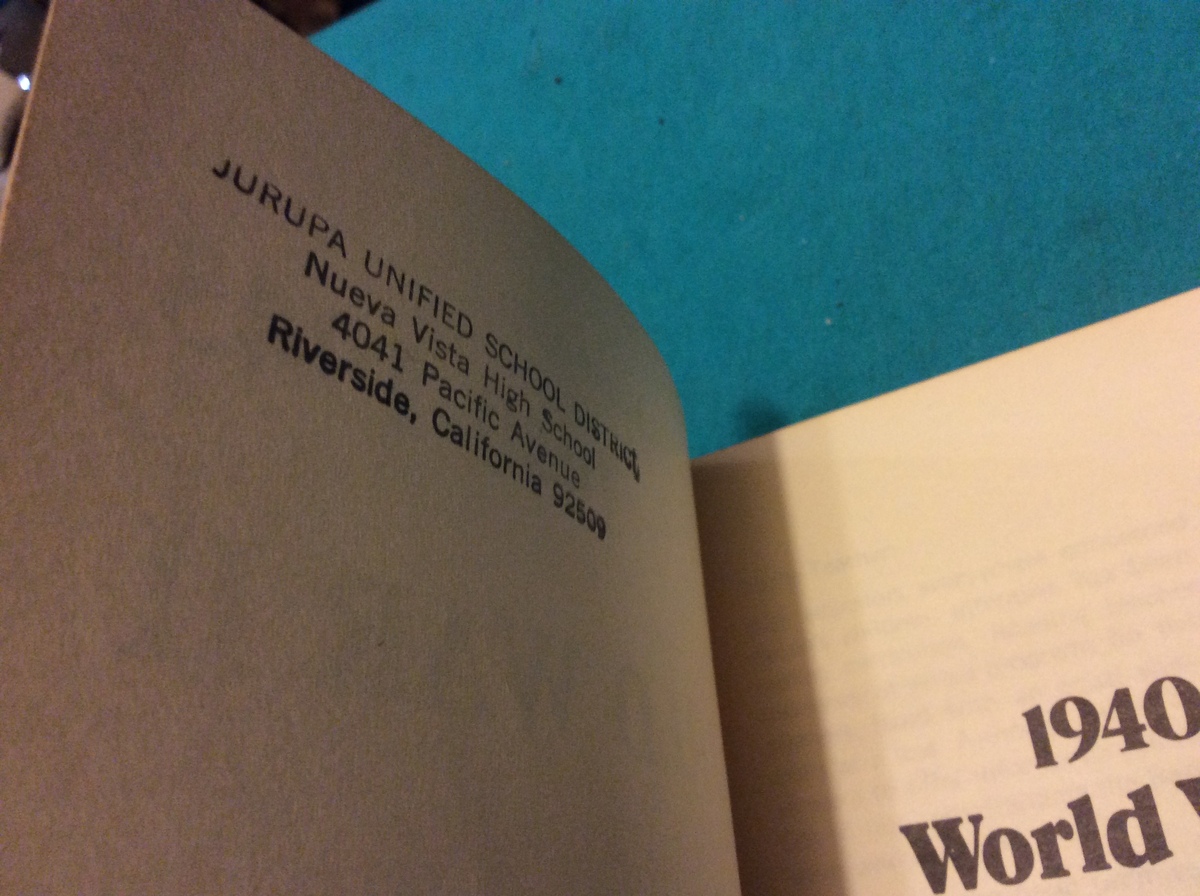 JURUPA UNIFIED SCHOOL DISTRICT
Nueva Vista High School
4041 Pacific Avenue
Riverside, California 92509
1940
World